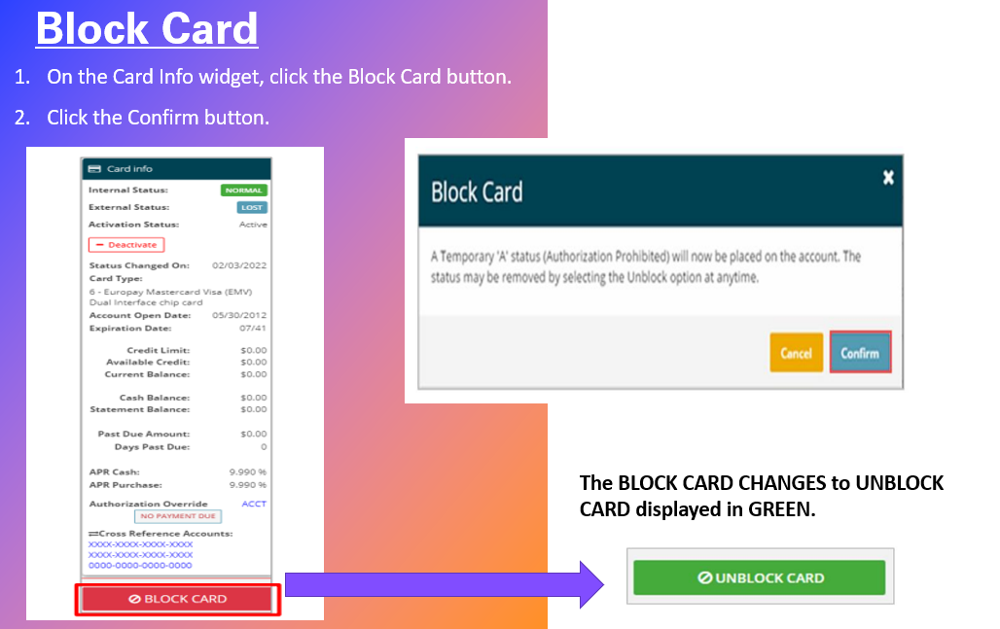 Block Card
1. On the Card Info widget, click the Block Card button.
2. Click the Confirm button.
Card info
Internal Status: NORMAL
External Status: LOST
Activation Status: Active
Deactivate
Status Changed On: 02/03/2022
Card Type:
6 - Europay Mastercard Visa (EMV)
Dual Interface chip card
Account Open Date: 05/30/2012
Expiration Date: 07/41
Credit Limit: $0.00
Available Credit: $0.00
Current Balance: $0.00
Cash Balance: $0.00
Statement Balance: $0.00
Past Due Amount: $0.00
Days Past Due: 0
APR Cash: 9.990 %
APR Purchase: 9.990 %
Authorization Override ACCT
NO PAYMENT DUE
Cross Reference Accounts:
XXXX-XXXX-XXXX-XXXX
XXXX-XXXX-XXXX-XXXX
0000-0000-0000-0000
BLOCK CARD
Block Card
A Temporary 'A' status (Authorization Prohibited) will now be placed on the account. The
status may be removed by selecting the Unblock option at anytime.
Cancel Confirm
The BLOCK CARD CHANGES to UNBLOCK
CARD displayed in GREEN.
UNBLOCK CARD